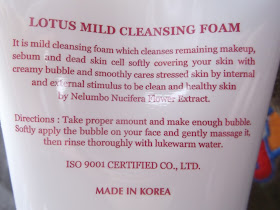 LOTUS MILD CLEANSING FOAM
It is mild cleansing foam which cleanses remaining makeup,
sebum and dead skin cell softly covering your skin with
creamy bubble and smoothly cares stressed skin by internal
and external stimulus to be clean and healthy skin
by Nelumbo Nucifera Flower Extract.
Directions : Take proper amount and make enough bubble.
Softly apply the bubble on your face and gently massage it,
then rinse thoroughly with lukewarm water.
ISO 9001 CERTIFIED CO., LTD.
MADE IN KOREA